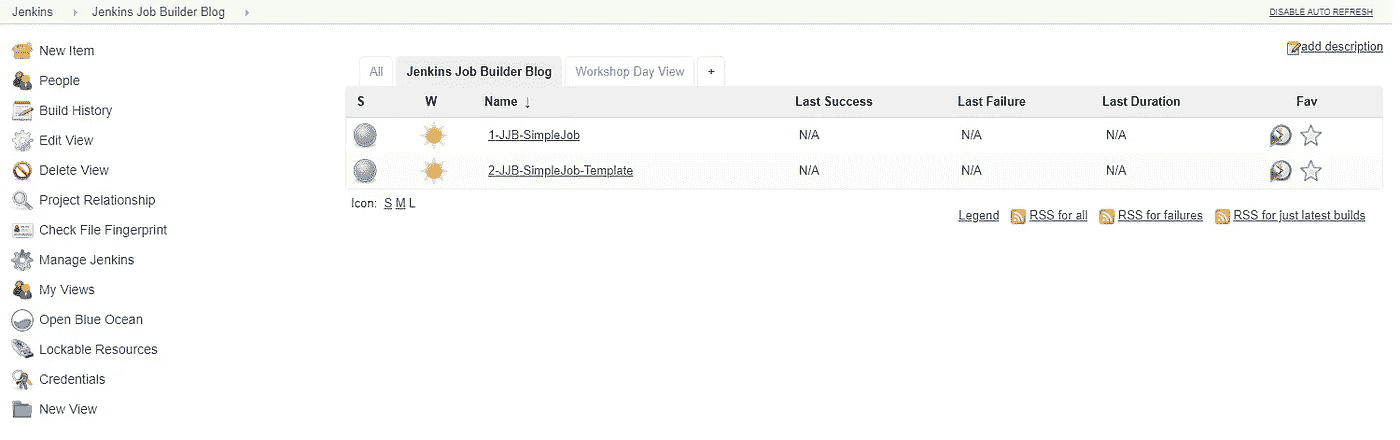 Jenkins Jenkins Job Builder Blog
DISABLE AUTO REFRESH
New Item
People
Build History
Edit View
Delete View
Project Relationship
Check File Fingerprint
Manage Jenkins
My Views
Open Blue Ocean
Lockable Resources
Credentials
New View
add description
All Jenkins Job Builder Blog Workshop Day View +
S W Name ↓ Last Success Last Failure Last Duration Fav
1-JJB-SimpleJob N/A N/A N/A
2-JJB-SimpleJob-Template N/A N/A N/A
Icon: S M L
Legend RSS for all RSS for failures RSS for just latest builds